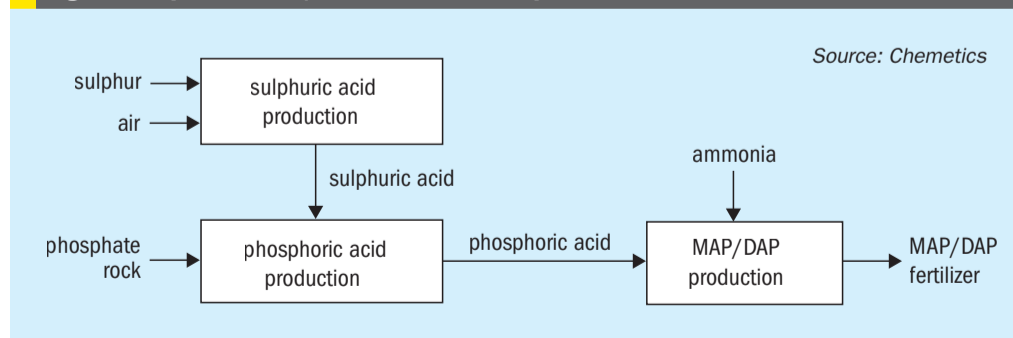 Source: Chemetics
sulphur
air
sulphuric acid
production
sulphuric acid
ammonia
phosphate
rock
phosphoric acid
production
phosphoric acid
MAP/DAP
production
MAP/DAP
fertilizer